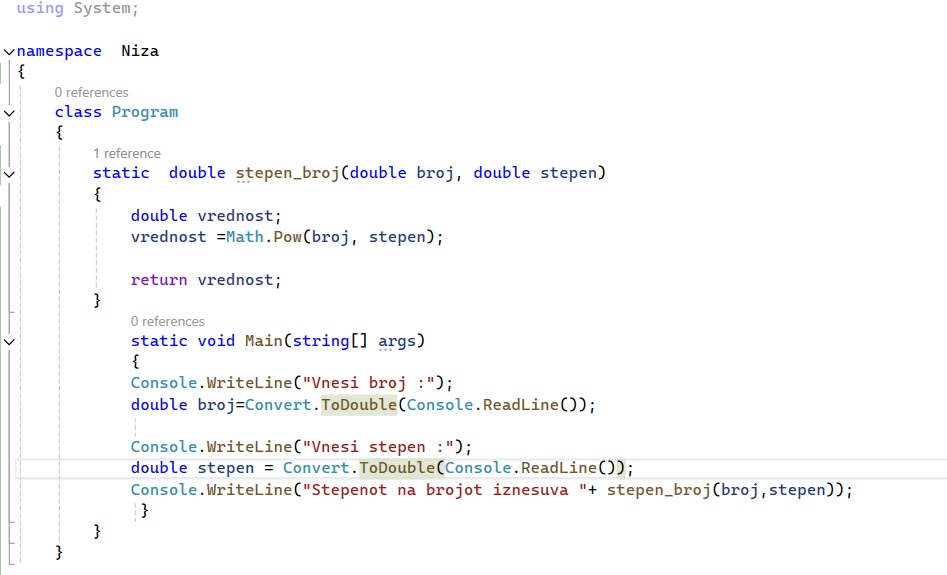 using System;
namespace  Niza
{
0 references
class Program
{
1 reference
static  double stepen_broj(double broj, double stepen)
{
double vrednost;
vrednost =Math.Pow(broj, stepen);
return vrednost;
}
0 references
static void Main(string[] args)
{
Console.WriteLine("Vnesi broj :");
double broj=Convert.ToDouble(Console.ReadLine());
Console.WriteLine("Vnesi stepen :");
double stepen = Convert.ToDouble(Console.ReadLine());
Console.WriteLine("Stepenot na brojot iznesuva "+ stepen_broj(broj,stepen));
}
}
}